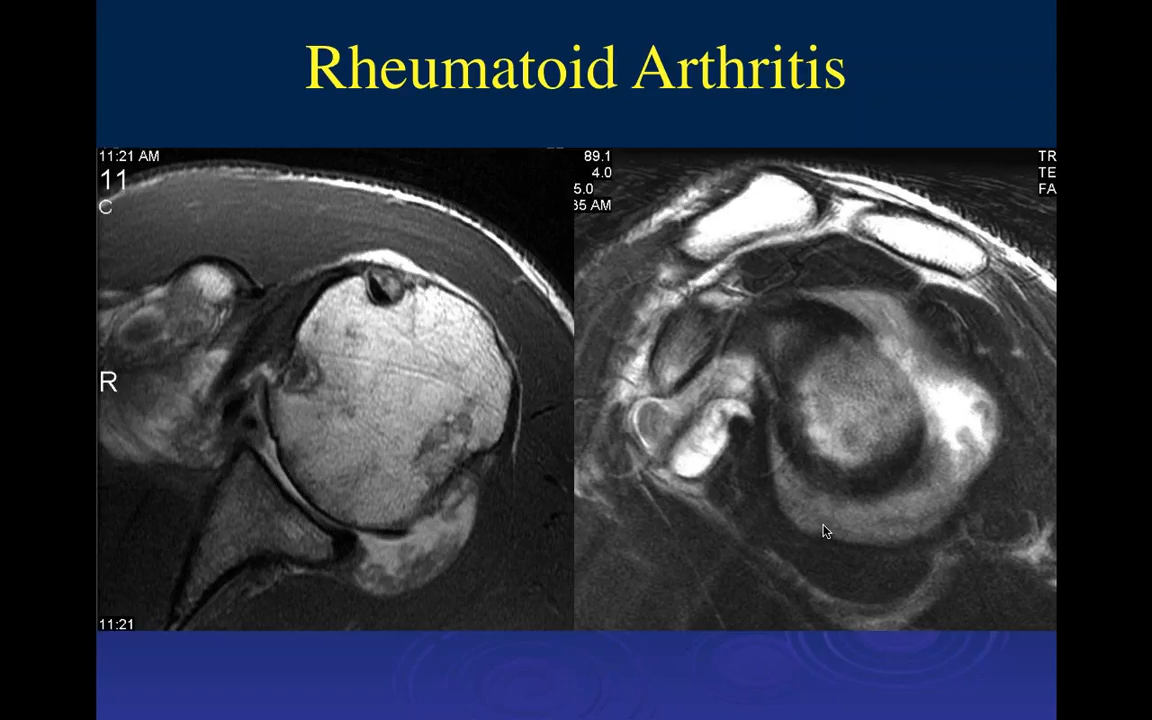 Rheumatoid Arthritis
11:21 AM
11
C
R
11:21
89.1
4.0
5.0
35 AM
TR
TE
FA